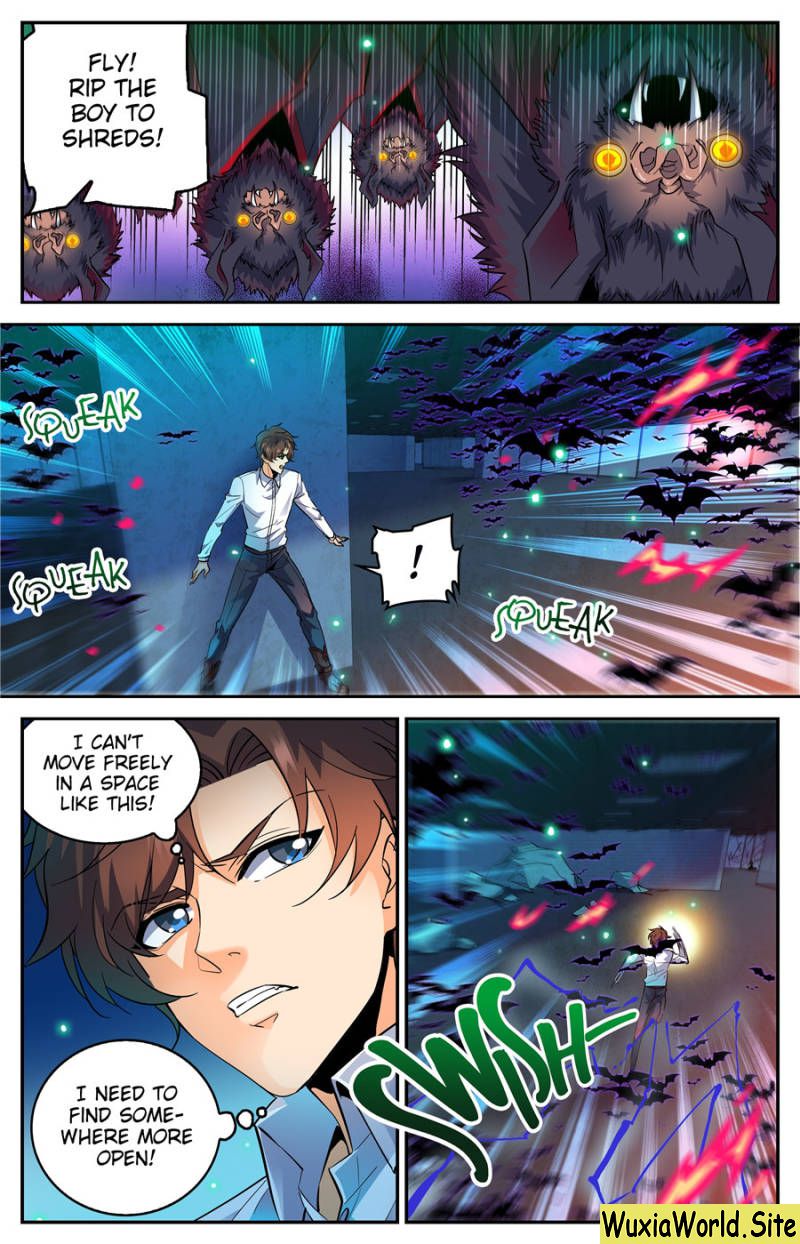 FLY!
RIP THE
BOY TO
SHREDS!
SQUEAK
SQUEAK
!
SQUEAK
I CAN'T
MOVE FREELY
IN A SPACE
LIKE THIS!
I NEED TO
FIND SOME-
WHERE MORE
OPEN!
SWISH-
WuxiaWorld.Site